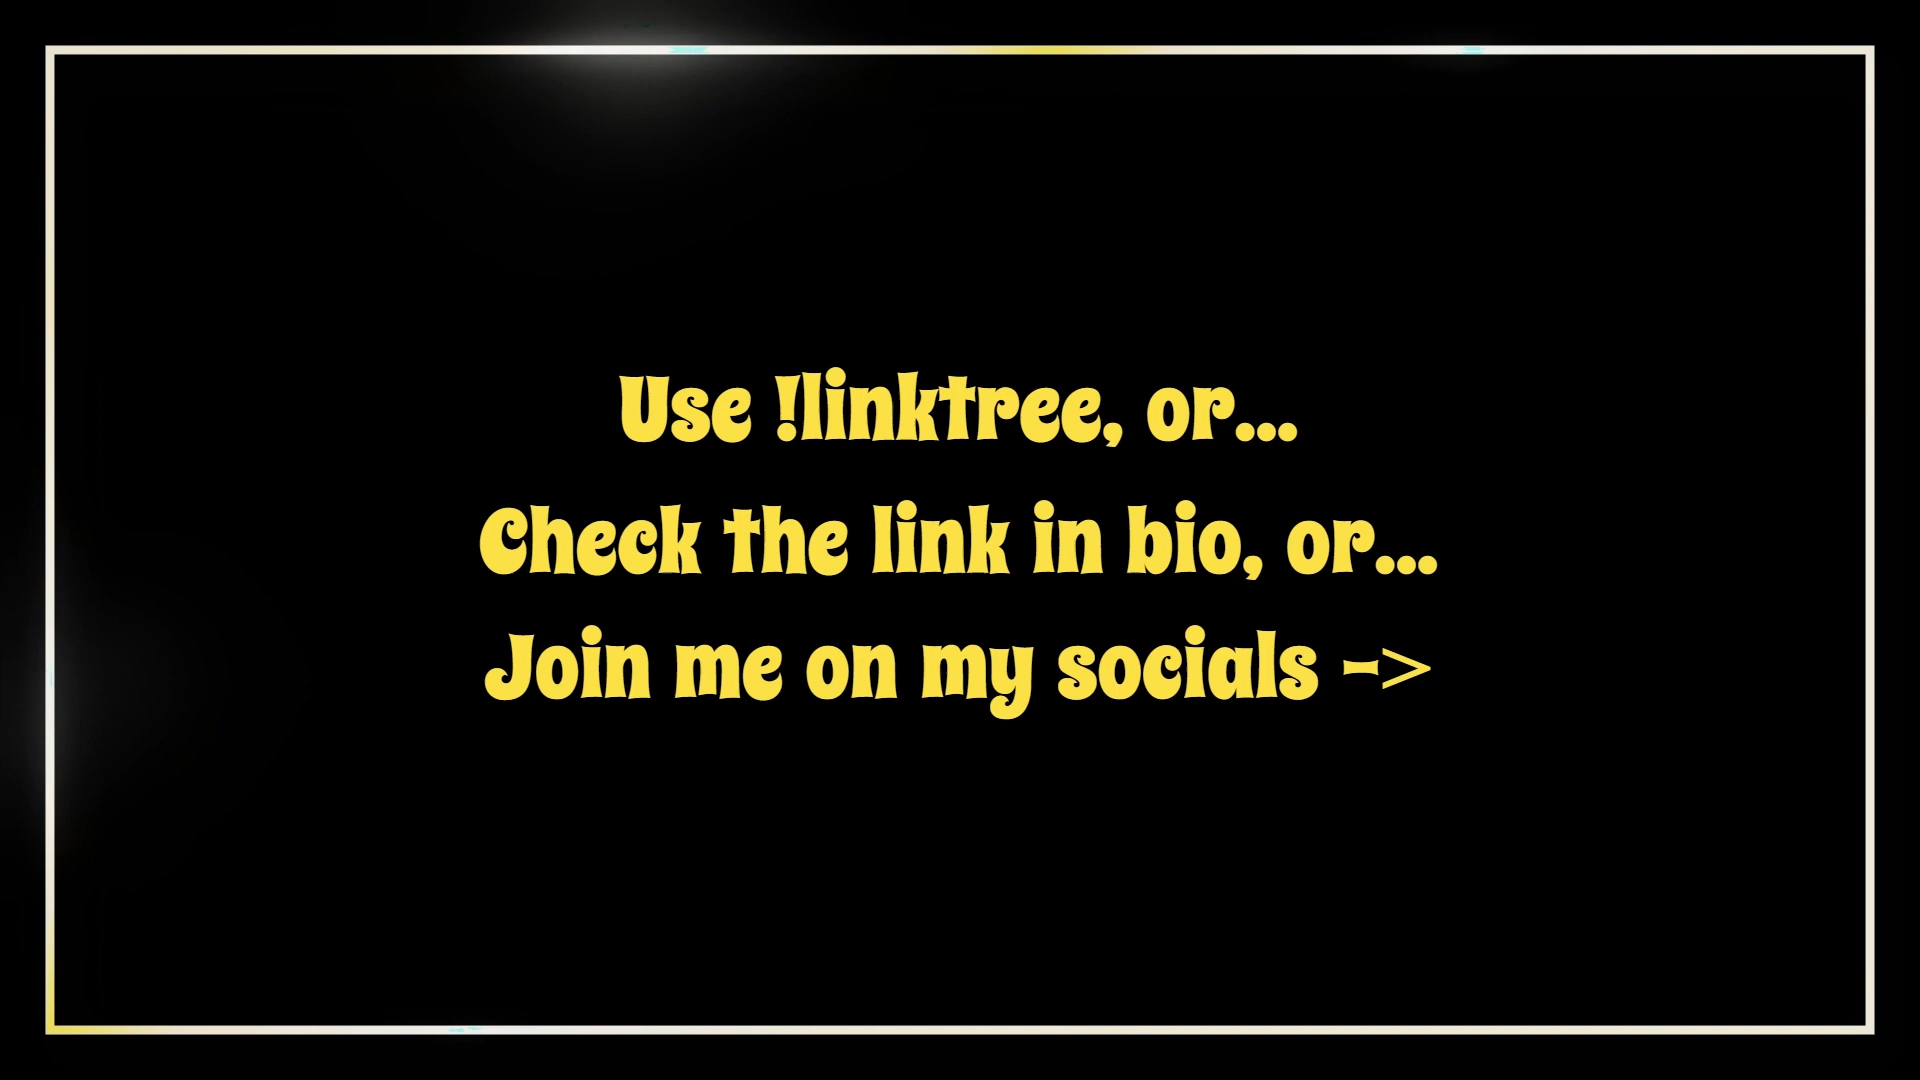 Use !linktree, or...
Check the link in bio, or...
Join me on my socials ->